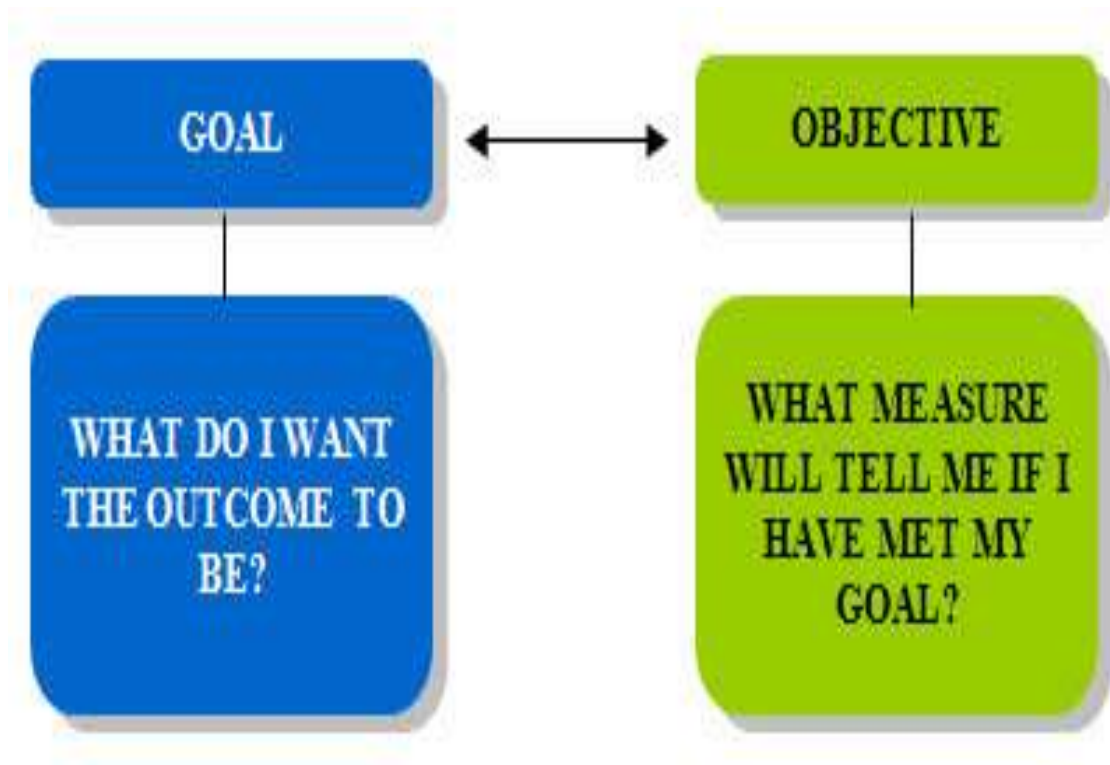 GOAL
OBJECTIVE
WHAT DO I WANT
THE OUTCOME TO
BE?
WHAT MEASURE
WILL TELL ME IF I
HAVE MET MY
GOAL?